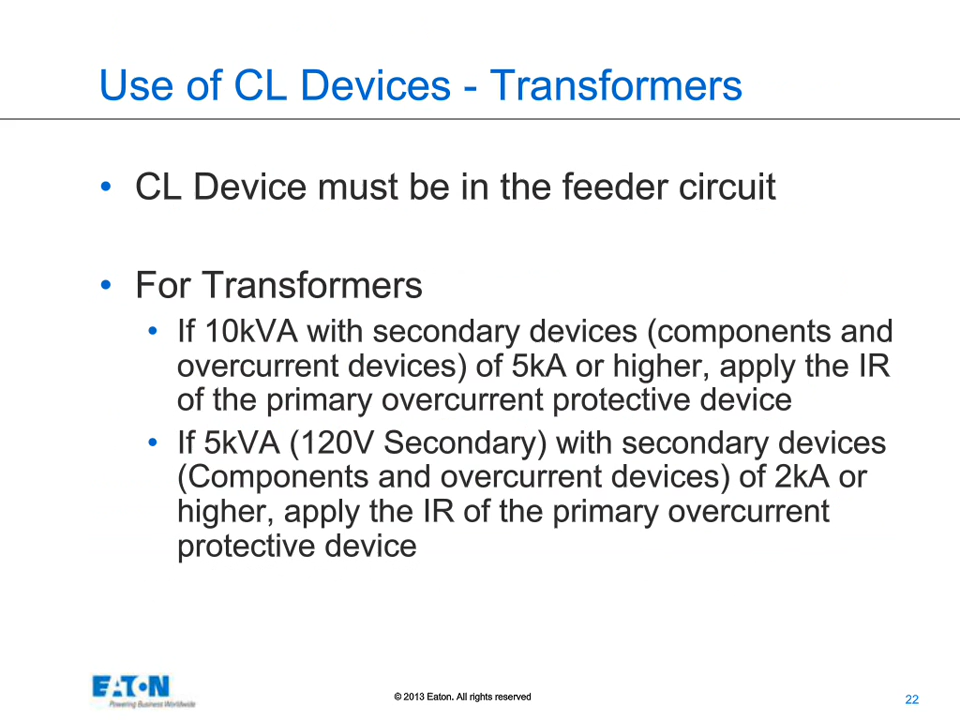 Use of CL Devices - Transformers
• CL Device must be in the feeder circuit
• For Transformers
• If 10kVA with secondary devices (components and
overcurrent devices) of 5kA or higher, apply the IR
of the primary overcurrent protective device
• If 5kVA (120V Secondary) with secondary devices
(Components and overcurrent devices) of 2kA or
higher, apply the IR of the primary overcurrent
protective device
EATON
Powering Business Worldwide
© 2013 Eaton. All rights reserved
22